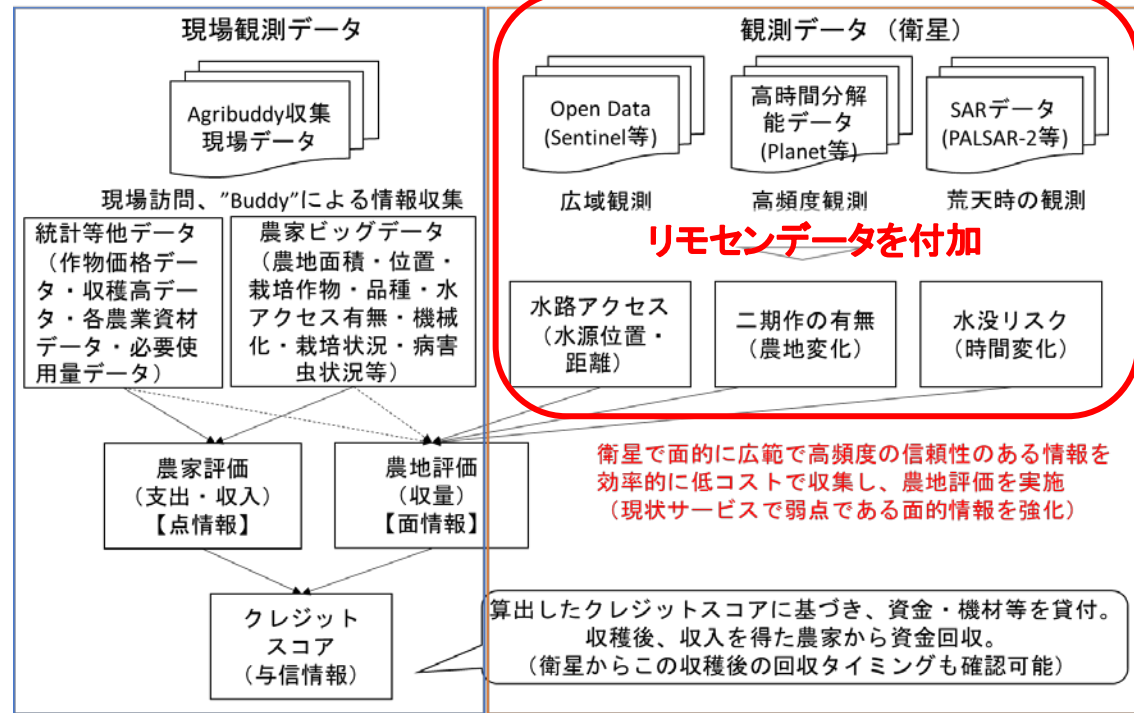 現場観測データ
Agribuddy収集
現場データ
現場訪問、”Buddy”による情報収集
統計等他データ
（作物価格デー
タ・収穫高デー
タ・各農業資材
データ・必要使
用量データ）
農家ビッグデータ
（農地面積・位置・
栽培作物・品種・水
アクセス有無・機械
化・栽培状況・病害
虫状況等）
観測データ（衛星）
Open Data
(Sentinel等)
高時間分解
能データ
(Planet等)
SARデータ
(PALSAR-2等)
広域観測
高頻度観測
荒天時の観測
リモセンデータを付加
水路アクセス
（水源位置・
距離）
二期作の有無
（農地変化）
水没リスク
（時間変化）
農家評価
（支出・収入）
【点情報】
農地評価
（収量）
【面情報】
衛星で面的に広範で高頻度の信頼性のある情報を
効率的に低コストで収集し、農地評価を実施
（現状サービスで弱点である面的情報を強化）
クレジット
スコア
（与信情報）
算出したクレジットスコアに基づき、資金・機材等を貸付。
収穫後、収入を得た農家から資金回収。
（衛星からこの収穫後の回収タイミングも確認可能）